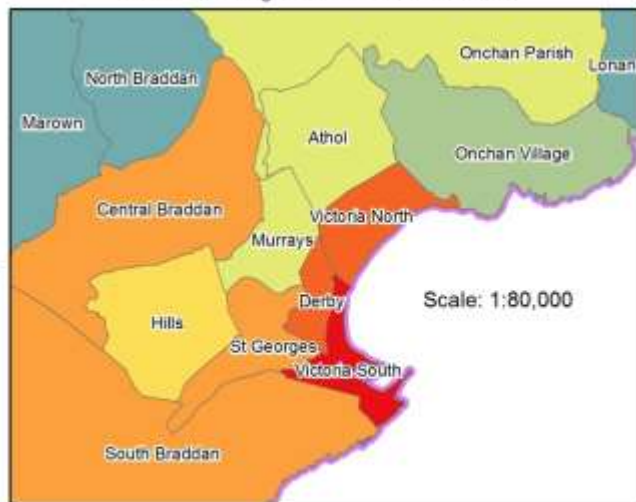 Onchan Parish
Lonan
North Braddan
Marown
Athol
Onchan Village
Central Braddan
Victoria North
Murrays
Scale: 1:80,000
Derby
Hills
St Georges
Victoria South
South Braddan